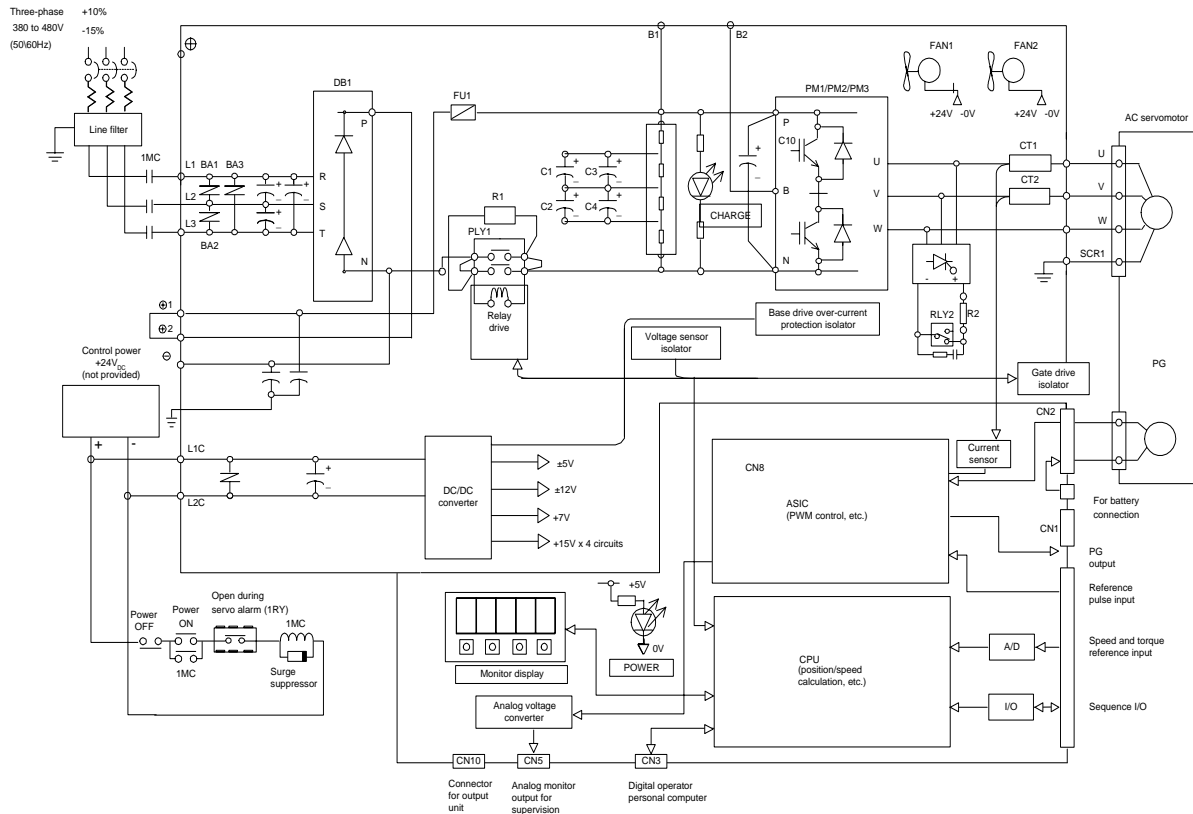 Three-phase +10%
380 to 480V -15%
(50\60Hz)
B1 B2
FAN1 FAN2
+24V -0V +24V -0V
DB1
FU1
PM1/PM2/PM3
AC servomotor
P
P
C10
Line filter
1MC
L1 BA1 BA3
L2
L3
BA2
R
S
T
N
C1 C3
C2 C4
R1
PLY1
CHARGE
B
N
U
V
W
CT1
CT2
U
V
W
SCR1
- +
RLY2
R2
Relay
drive
Base drive over-current
protection isolator
Voltage sensor
isolator
Gate drive
isolator
PG
1
2
Control power
+24VDC
(not provided)
+ -
L1C
L2C
+
–
DC/DC
converter
±5V
±12V
+7V
+15V x 4 circuits
CN2
Current
sensor
CN8
ASIC
(PWM control, etc.)
For battery
connection
CN1
PG
output
Reference
pulse input
Power
OFF
Power
ON
Open during
servo alarm (1RY)
1MC
1MC
Surge
suppressor
+5V
0V
POWER
Monitor display
CPU
(position/speed
calculation, etc.)
A/D
Speed and torque
reference input
I/O
Sequence I/O
Analog voltage
converter
CN10 CN5 CN3
Connector
for output
unit
Analog monitor
output for
supervision
Digital operator
personal computer